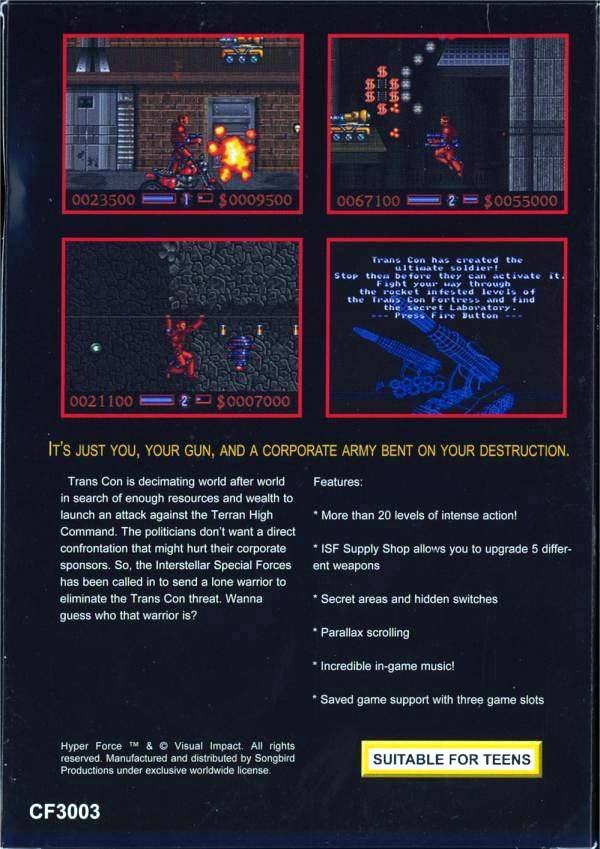 0023500 1 $0009500
0067100 2 $0055000
0021100 2 $0007000
Trans Con has created the
ultimate soldier!
Stop them before they can activate it.
Fight your way through
the rocket infested levels of
the Trans Con Fortress and find
the secret Laboratory.
--- Press Fire Button ---
IT'S JUST YOU, YOUR GUN, AND A CORPORATE ARMY BENT ON YOUR DESTRUCTION.
Trans Con is decimating world after world
in search of enough resources and wealth to
launch an attack against the Terran High
Command. The politicians don't want a direct
confrontation that might hurt their corporate
sponsors. So, the Interstellar Special Forces
has been called in to send a lone warrior to
eliminate the Trans Con threat. Wanna
guess who that warrior is?
Features:
* More than 20 levels of intense action!
* ISF Supply Shop allows you to upgrade 5 differ-
ent weapons
* Secret areas and hidden switches
* Parallax scrolling
* Incredible in-game music!
* Saved game support with three game slots
Hyper Force ™ & © Visual Impact. All rights
reserved. Manufactured and distributed by Songbird
Productions under exclusive worldwide license.
SUITABLE FOR TEENS
CF3003